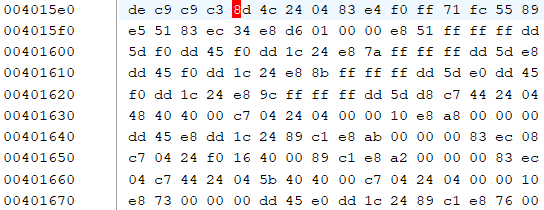 004015e0 de c9 c9 c3 8d 4c 24 04 83 e4 f0 ff 71 fc 55 89
004015f0 e5 51 83 ec 34 e8 d6 01 00 00 e8 51 ff ff ff dd
00401600 5d f0 dd 45 f0 dd 1c 24 e8 7a ff ff ff dd 5d e8
00401610 dd 45 f0 dd 1c 24 e8 8b ff ff ff dd 5d e0 dd 45
00401620 f0 dd 1c 24 e8 9c ff ff ff dd 5d d8 c7 44 24 04
00401630 48 40 40 00 c7 04 24 04 00 00 10 e8 a8 00 00 00
00401640 dd 45 e8 dd 1c 24 89 c1 e8 ab 00 00 00 83 ec 08
00401650 c7 04 24 f0 16 40 00 89 c1 e8 a2 00 00 00 83 ec
00401660 04 c7 44 24 04 5b 40 40 00 c7 04 24 04 00 00 10
00401670 e8 73 00 00 00 dd 45 e0 dd 1c 24 89 c1 e8 76 00